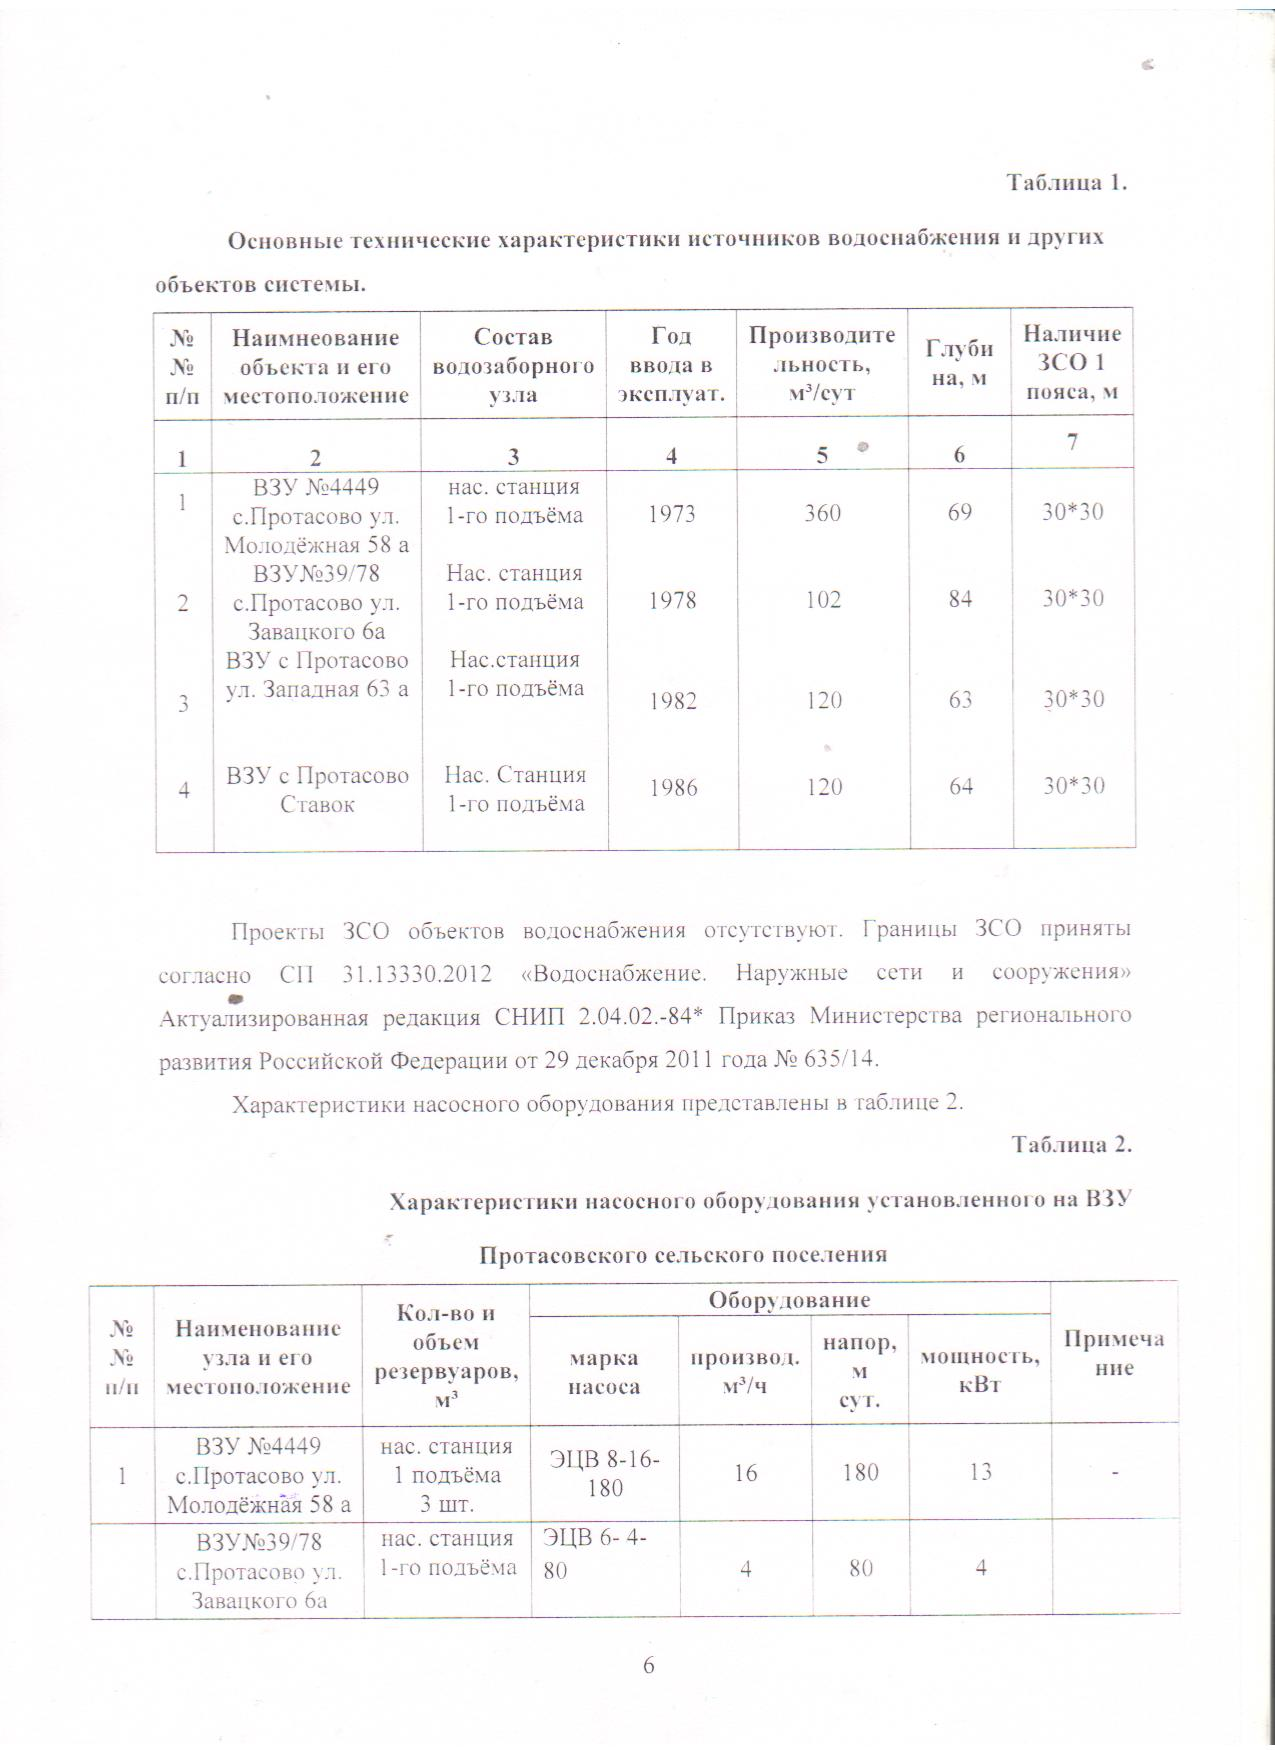 Таблица 1.
Основные технические характеристики источников водоснабжения и других
объектов системы.
№ № п/п | Наимнеование объекта и его местоположение | Состав водозаборного узла | Год ввода в эксплуат. | Производите льность, м³/сут | Глуби на, м | Наличие ЗСО 1 пояса, м
1 | 2 | 3 | 4 | 5 | 6 | 7
1 | ВЗУ №4449 с.Протасово ул. Молодёжная 58 а | нас. станция 1-го подъёма | 1973 | 360 | 69 | 30*30
2 | ВЗУ№39/78 с.Протасово ул. Завацкого 6а | Нас. станция 1-го подъёма | 1978 | 102 | 84 | 30*30
3 | ВЗУ с Протасово ул. Западная 63 а | Нас.станция 1-го подъёма | 1982 | 120 | 63 | 30*30
4 | ВЗУ с Протасово Ставок | Нас. Станция 1-го подъёма | 1986 | 120 | 64 | 30*30
Проекты ЗСО объектов водоснабжения отсутствуют. Границы ЗСО приняты
согласно СП 31.13330.2012 «Водоснабжение. Наружные сети и сооружения»
Актуализированная редакция СНИП 2.04.02.-84* Приказ Министерства регионального
развития Российской Федерации от 29 декабря 2011 года № 635/14.
Характеристики насосного оборудования представлены в таблице 2.
Таблица 2.
Характеристики насосного оборудования установленного на ВЗУ
Протасовского сельского поселения
№ № п/п | Наименование узла и его местоположение | Кол-во и объем резервуаров, м³ | Оборудование | Примеча ние
марка насоса | производ. м³/ч | напор, м сут. | мощность, кВт
1 | ВЗУ №4449 с.Протасово ул. Молодёжная 58 а | нас. станция 1 подъёма 3 шт. | ЭЦВ 8-16-180 | 16 | 180 | 13 | -
ВЗУ№39/78 с.Протасово ул. Завацкого 6а | нас. станция 1-го подъёма | ЭЦВ 6- 4-80 | 4 | 80 | 4
6